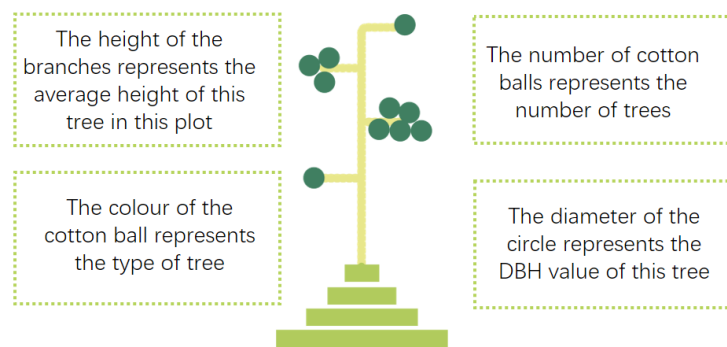 The height of the
branches represents the
average height of this
tree in this plot
The number of cotton
balls represents the
number of trees
The colour of the
cotton ball represents
the type of tree
The diameter of the
circle represents the
DBH value of this tree